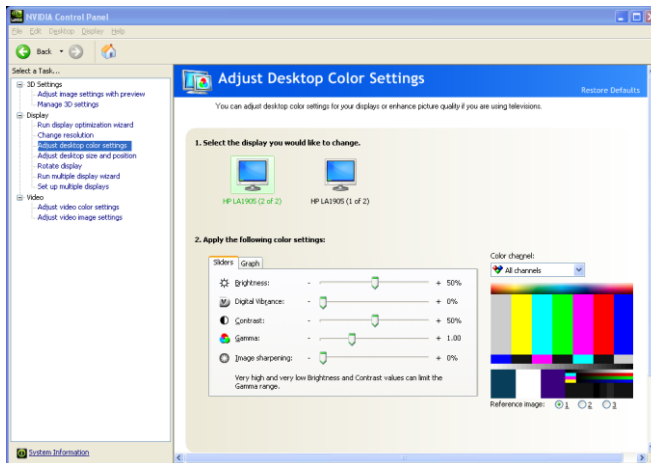 NVIDIA Control Panel
File Edit Desktop Display Help
Back
Select a Task...
3D Settings
Adjust image settings with preview
Manage 3D settings
Display
Run display optimization wizard
Change resolution
Adjust desktop color settings
Adjust desktop size and position
Rotate display
Run multiple display wizard
Set up multiple displays
Video
Adjust video color settings
Adjust video image settings
System Information
Adjust Desktop Color Settings
Restore Defaults
You can adjust desktop color settings for your displays or enhance picture quality if you are using televisions.
1. Select the display you would like to change.
HP LA1905 (2 of 2) HP LA1905 (1 of 2)
2. Apply the following color settings:
Sliders Graph
Brightness: - + 50%
Digital Vibrance: - + 0%
Contrast: - + 50%
Gamma: - + 1.00
Image sharpening: - + 0%
Very high and very low Brightness and Contrast values can limit the
Gamma range.
Color channel:
All channels
Reference image: 1 2 3